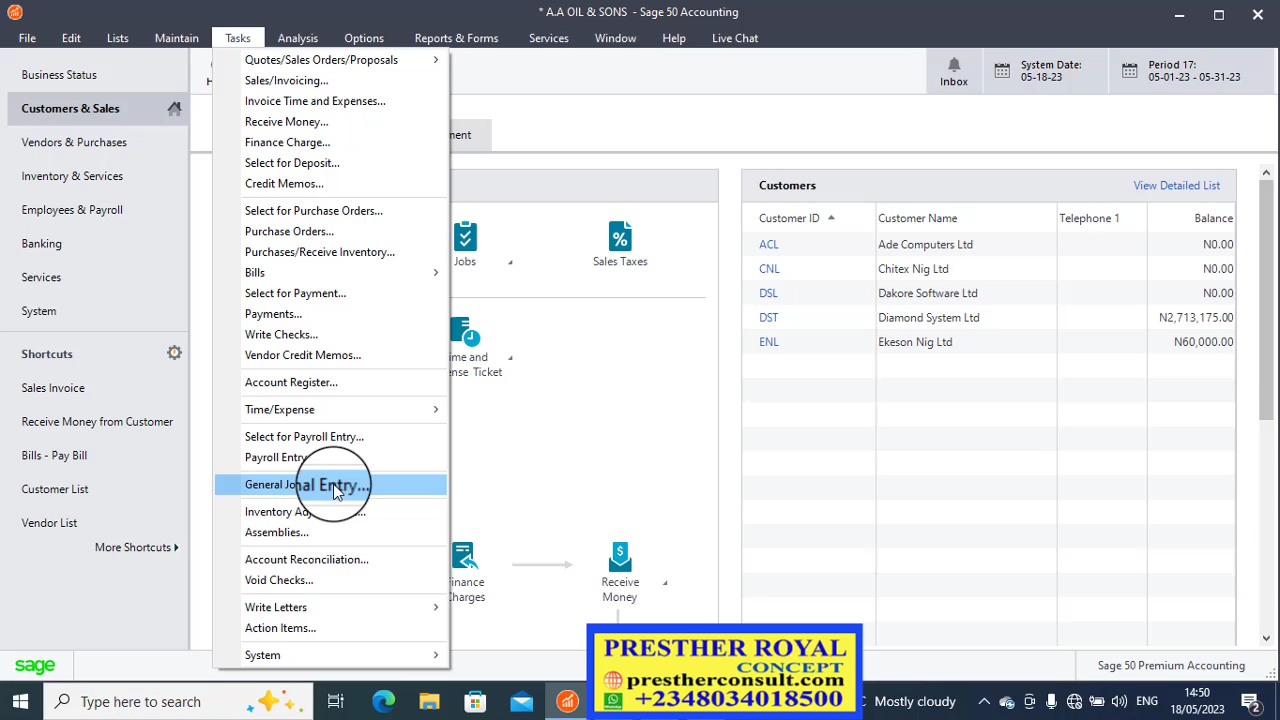 * A.A OIL & SONS - Sage 50 Accounting
File Edit Lists Maintain Tasks Analysis Options Reports & Forms Services Window Help Live Chat
Inbox
System Date:
05-18-23
Period 17:
05-01-23 - 05-31-23
Business Status
Customers & Sales
Vendors & Purchases
Inventory & Services
Employees & Payroll
Banking
Services
System
Shortcuts
Sales Invoice
Receive Money from Customer
Bills - Pay Bill
Customer List
Vendor List
More Shortcuts
sage
Quotes/Sales Orders/Proposals
Sales/Invoicing...
Invoice Time and Expenses...
Receive Money...
Finance Charge...
Select for Deposit...
Credit Memos...
Select for Purchase Orders...
Purchase Orders...
Purchases/Receive Inventory...
Bills
Select for Payment...
Payments...
Write Checks...
Vendor Credit Memos...
Account Register...
Time/Expense
Select for Payroll Entry...
Payroll Entry
General Jo nal Entry...
Inventory Adj ...
Assemblies...
Account Reconciliation...
Void Checks...
Write Letters
Action Items...
System
ment
Jobs
Sales Taxes
ime and
ense Ticket
inance
Charges
Receive
Money
Customers View Detailed List
Customer ID Customer Name Telephone 1 Balance
ACL Ade Computers Ltd N0.00
CNL Chitex Nig Ltd N0.00
DSL Dakore Software Ltd N0.00
DST Diamond System Ltd N2,713,175.00
ENL Ekeson Nig Ltd N60,000.00
PRESTHER ROYAL
CONCEPT
prestherconsult.com
+2348034018500
Sage 50 Premium Accounting
Type here to search
Mostly cloudy
ENG
14:50
18/05/2023
2